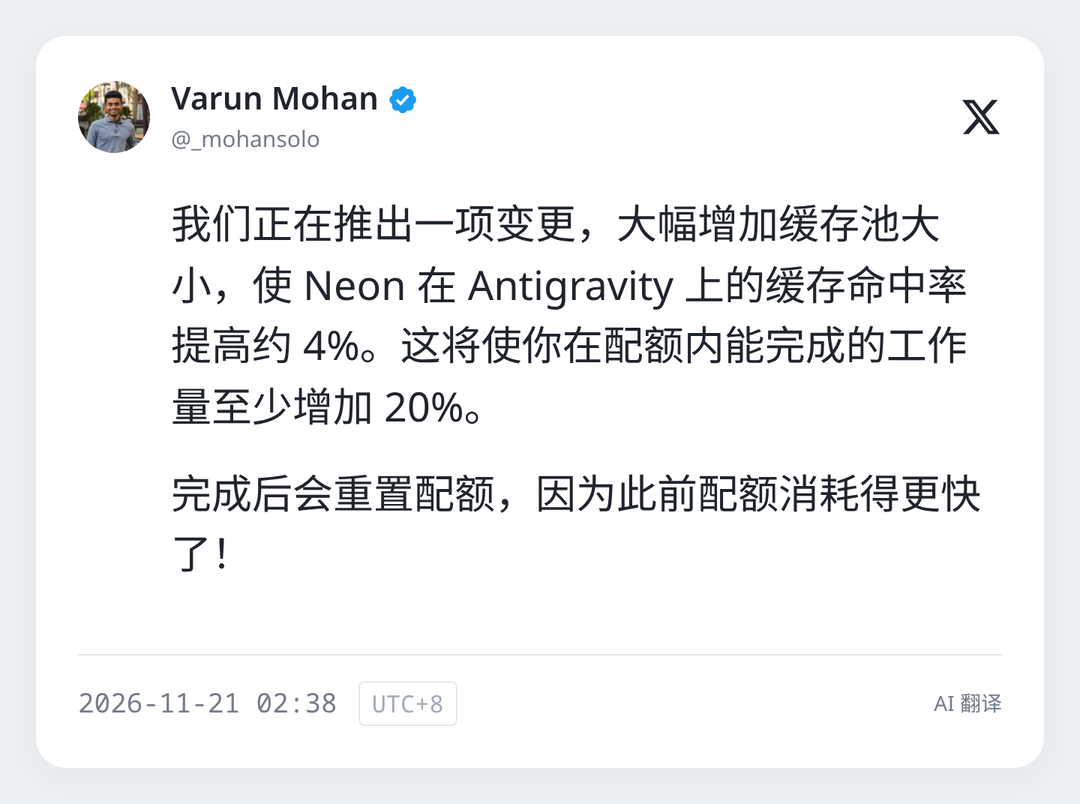 Varun Mohan
@_mohansolo
我们正在推出一项变更，大幅增加缓存池大
小，使 Neon 在 Antigravity 上的缓存命中率
提高约 4%。这将使你在配额内能完成的工作
量至少增加 20%。
完成后会重置配额，因为此前配额消耗得更快
了！
2026-11-21 02:38 UTC+8
AI 翻译